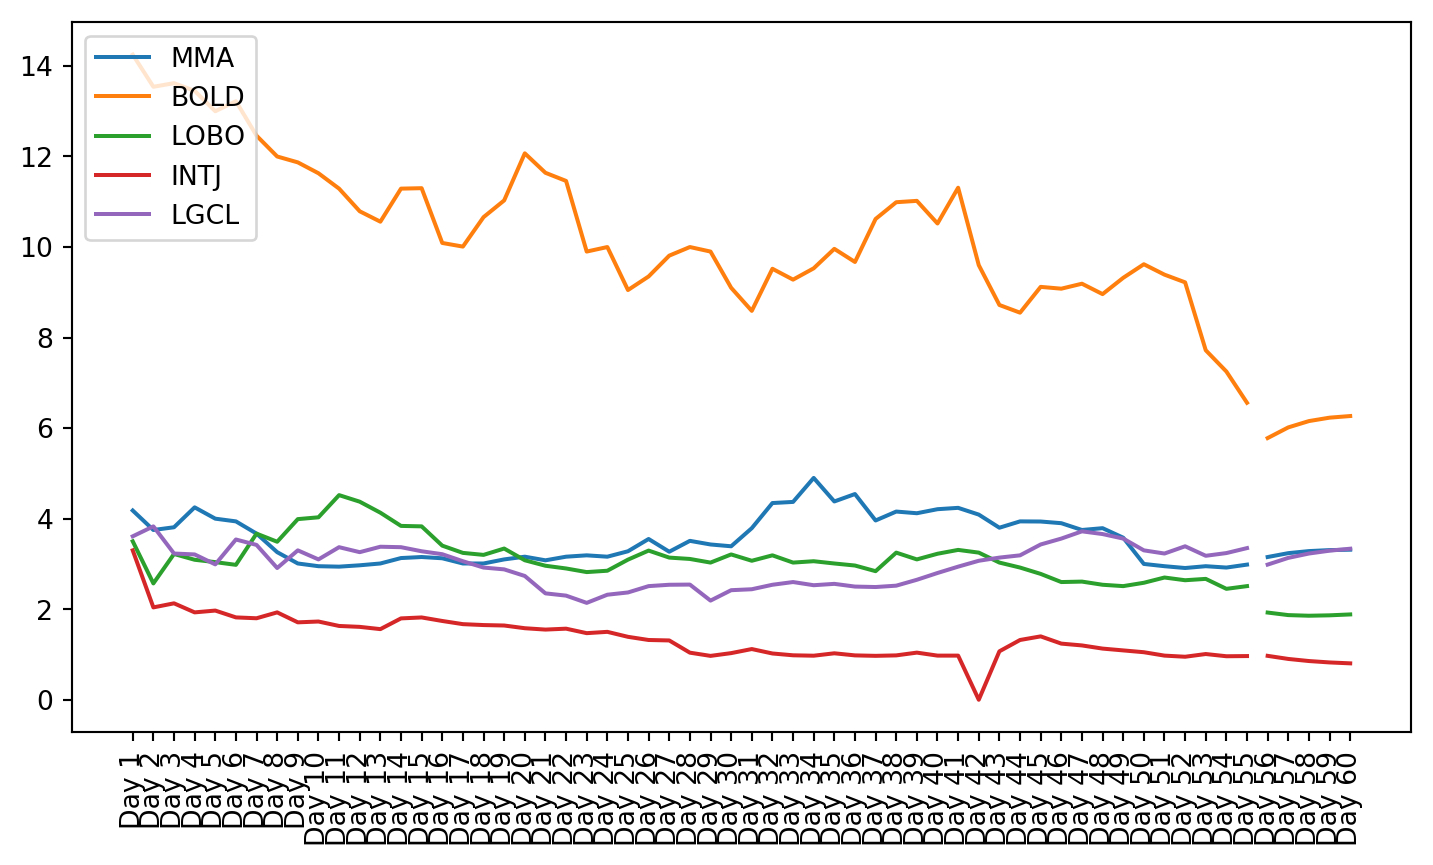 MMA
BOLD
LOBO
INTJ
LGCL
14
12
10
8
6
4
2
0
Day 1
Day 2
Day 3
Day 4
Day 5
Day 6
Day 7
Day 8
Day 9
Day 10
Day 11
Day 12
Day 13
Day 14
Day 15
Day 16
Day 17
Day 18
Day 19
Day 20
Day 21
Day 22
Day 23
Day 24
Day 25
Day 26
Day 27
Day 28
Day 29
Day 30
Day 31
Day 32
Day 33
Day 34
Day 35
Day 36
Day 37
Day 38
Day 39
Day 40
Day 41
Day 42
Day 43
Day 44
Day 45
Day 46
Day 47
Day 48
Day 49
Day 50
Day 51
Day 52
Day 53
Day 54
Day 55
Day 56
Day 57
Day 58
Day 59
Day 60